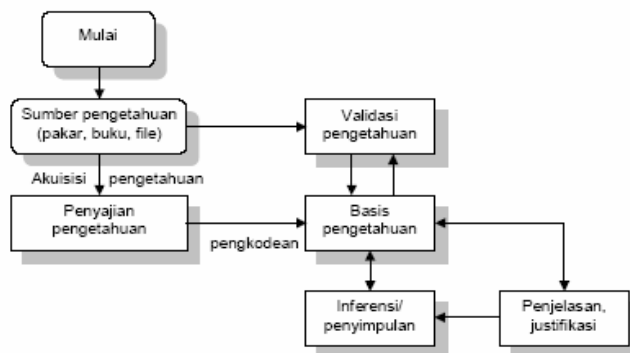 Mulai
Sumber pengetahuan
(pakar, buku, file)
Validasi
pengetahuan
Akuisisi pengetahuan
Penyajian
pengetahuan
pengkodean
Basis
pengetahuan
Inferensi/
penyimpulan
Penjelasan,
justifikasi